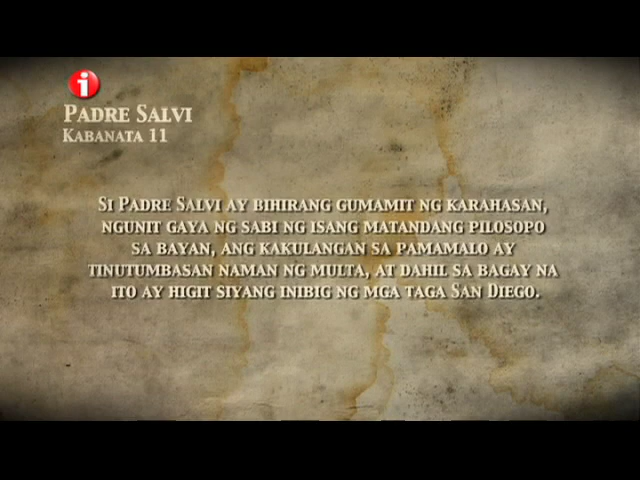 i
Padre Salvi
Kabanata 11
Si Padre Salvi ay bihirang gumamit ng karahasan,
ngunit gaya ng sabi ng isang matandang pilosopo
sa bayan, ang kakulangan sa pamamalo ay
tinutumbasan naman ng multa, at dahil sa bagay na
ito ay higit siyang inibig ng mga taga San Diego.